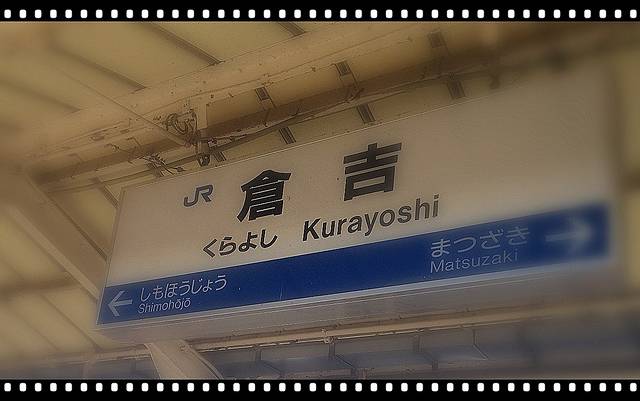 JR 倉吉
くらよし Kurayoshi
しもほうじょう
Shimohōjō
まつざき
Matsuzaki